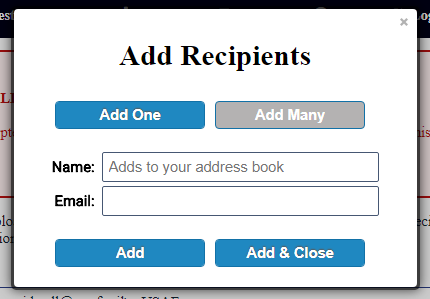 ×
Add Recipients
Add One Add Many
Name: Adds to your address book
Email:
Add Add & Close